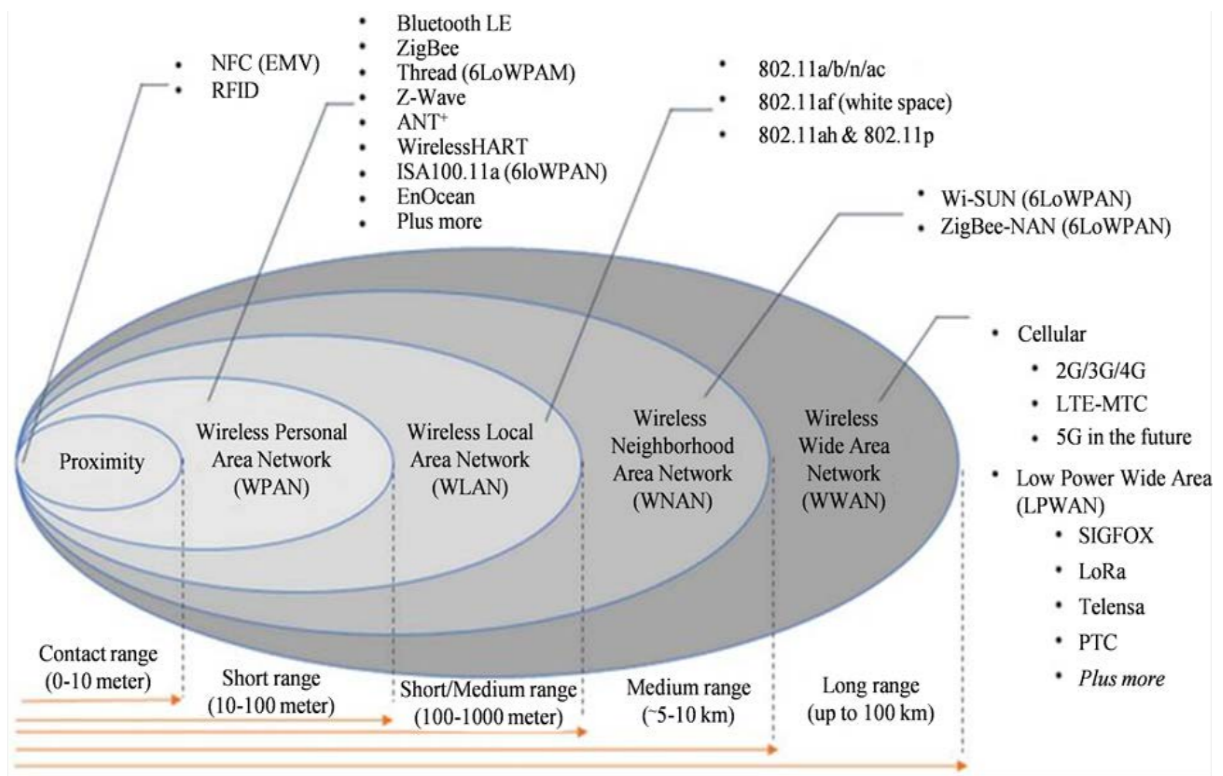 • NFC (EMV)
• RFID
• Bluetooth LE
• ZigBee
• Thread (6LoWPAM)
• Z-Wave
• ANT⁺
• WirelessHART
• ISA100.11a (6loWPAN)
• EnOcean
• Plus more
• 802.11a/b/n/ac
• 802.11af (white space)
• 802.11ah & 802.11p
• Wi-SUN (6LoWPAN)
• ZigBee-NAN (6LoWPAN)
• Cellular
• 2G/3G/4G
• LTE-MTC
• 5G in the future
• Low Power Wide Area
(LPWAN)
• SIGFOX
• LoRa
• Telensa
• PTC
• Plus more
Proximity
Wireless Personal
Area Network
(WPAN)
Wireless Local
Area Network
(WLAN)
Wireless
Neighborhood
Area Network
(WNAN)
Wireless
Wide Area
Network
(WWAN)
Contact range
(0-10 meter)
Short range
(10-100 meter)
Short/Medium range
(100-1000 meter)
Medium range
(~5-10 km)
Long range
(up to 100 km)